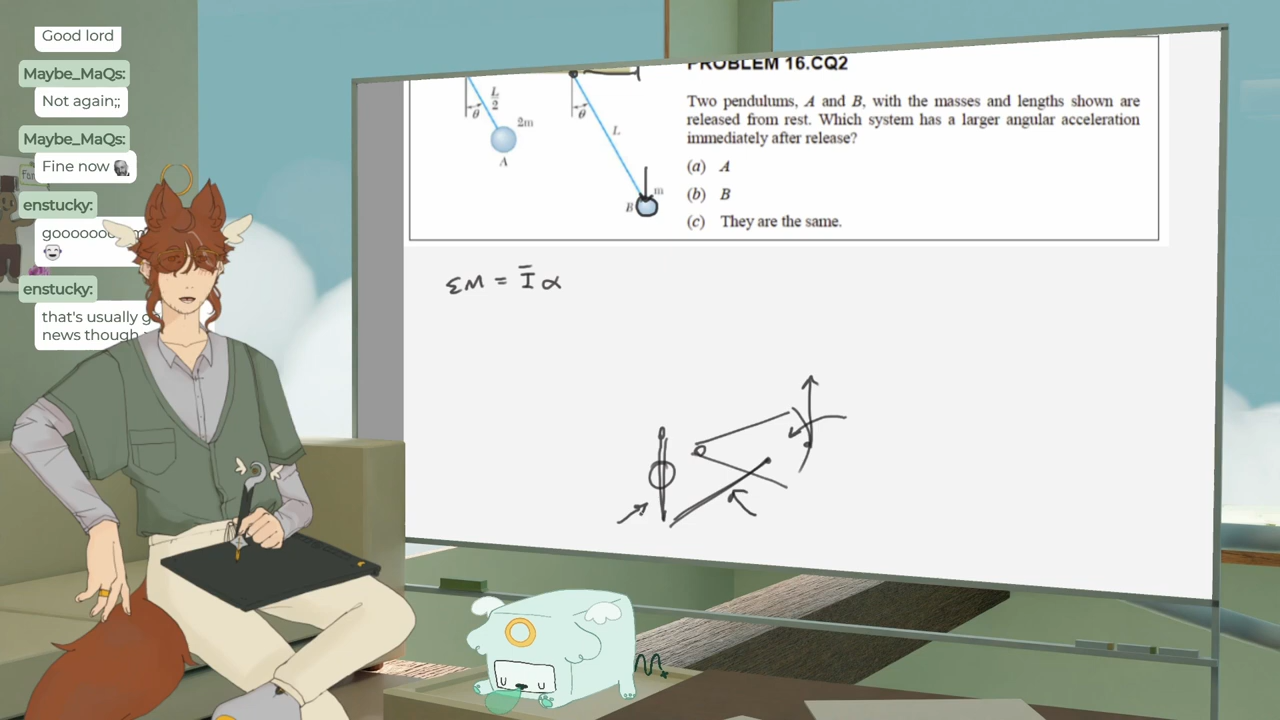 Good lord
Maybe_MaQs:
Not again;;
Maybe_MaQs:
Fine now
enstucky:
enstucky:
that's usually
news though
PROBLEM 16.CQ2
Two pendulums, A and B, with the masses and lengths shown are
released from rest. Which system has a larger angular acceleration
immediately after release?
(a) A
(b) B
(c) They are the same.
L/2
θ
2m
A
θ
L
m
B
ΣM = Īα